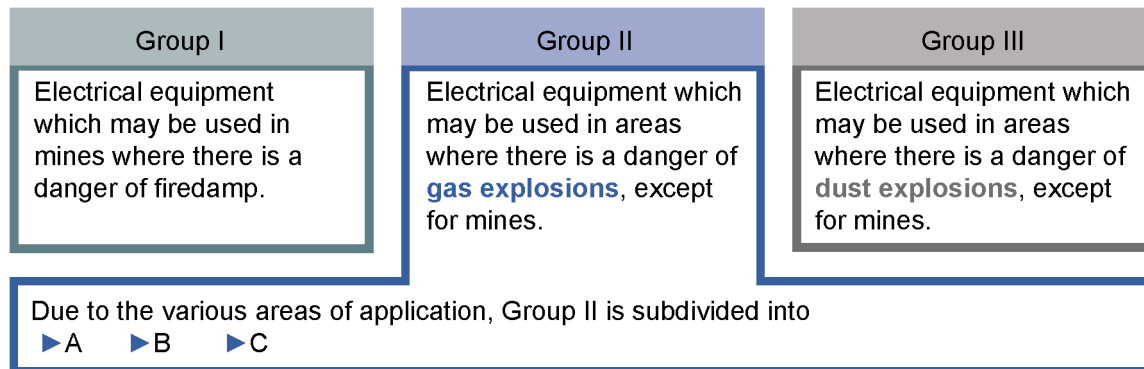 Group I
Electrical equipment
which may be used in
mines where there is a
danger of firedamp.
Group II
Electrical equipment which
may be used in areas
where there is a danger of
gas explosions, except
for mines.
Group III
Electrical equipment which
may be used in areas
where there is a danger of
dust explosions, except
for mines.
Due to the various areas of application, Group II is subdivided into
►A ►B ►C